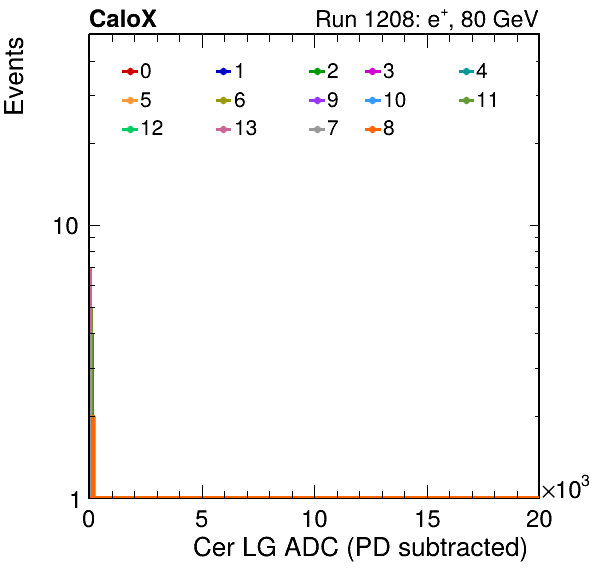 CaloX Run 1208: e⁺, 80 GeV
Events
0 1 2 3 4
5 6 9 10 11
12 13 7 8
10
1
0 5 10 15 20
×10³
Cer LG ADC (PD subtracted)